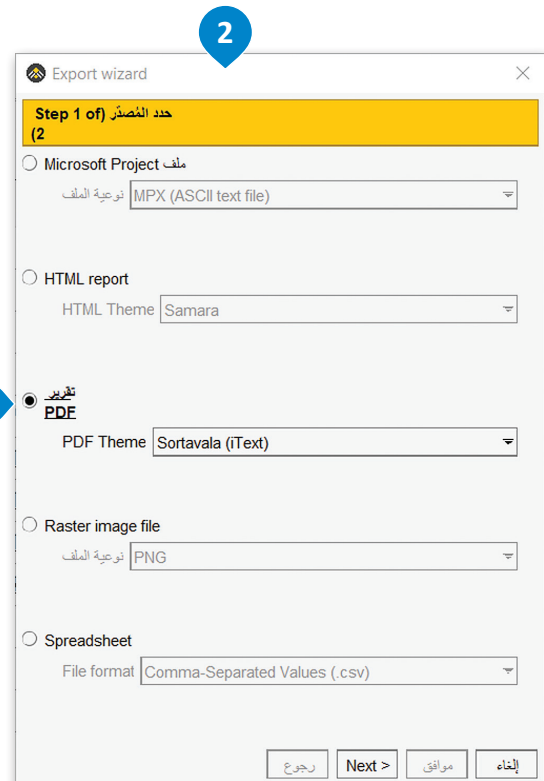 2
Export wizard
حدد المُصدّر (Step 1 of
2)
ملف Microsoft Project
نوعية الملف MPX (ASCII text file)
HTML report
HTML Theme Samara
تقرير
PDF
PDF Theme Sortavala (iText)
Raster image file
نوعية الملف PNG
Spreadsheet
File format Comma-Separated Values (.csv)
رجوع Next > موافق إلغاء